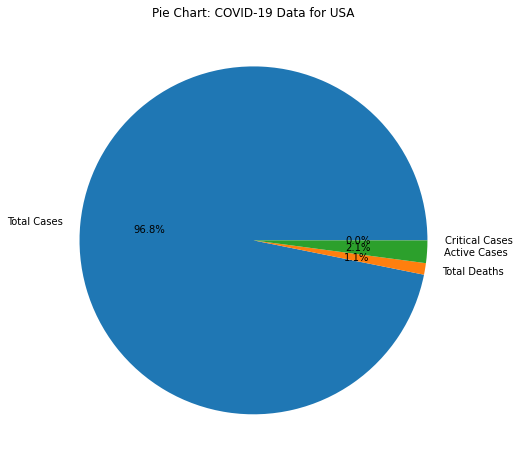 Pie Chart: COVID-19 Data for USA
Total Cases
96.8%
0.0%
Critical Cases
2.1%
Active Cases
1.1%
Total Deaths